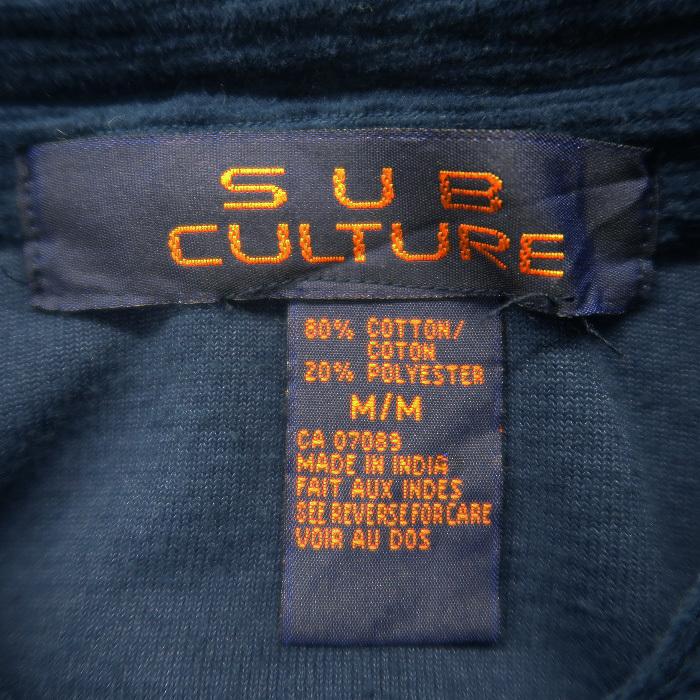 SUB
CULTURE
80% COTTON/
COTON
20% POLYESTER
M/M
CA 07089
MADE IN INDIA
FAIT AUX INDES
SEE REVERSE FOR CARE
VOIR AU DOS